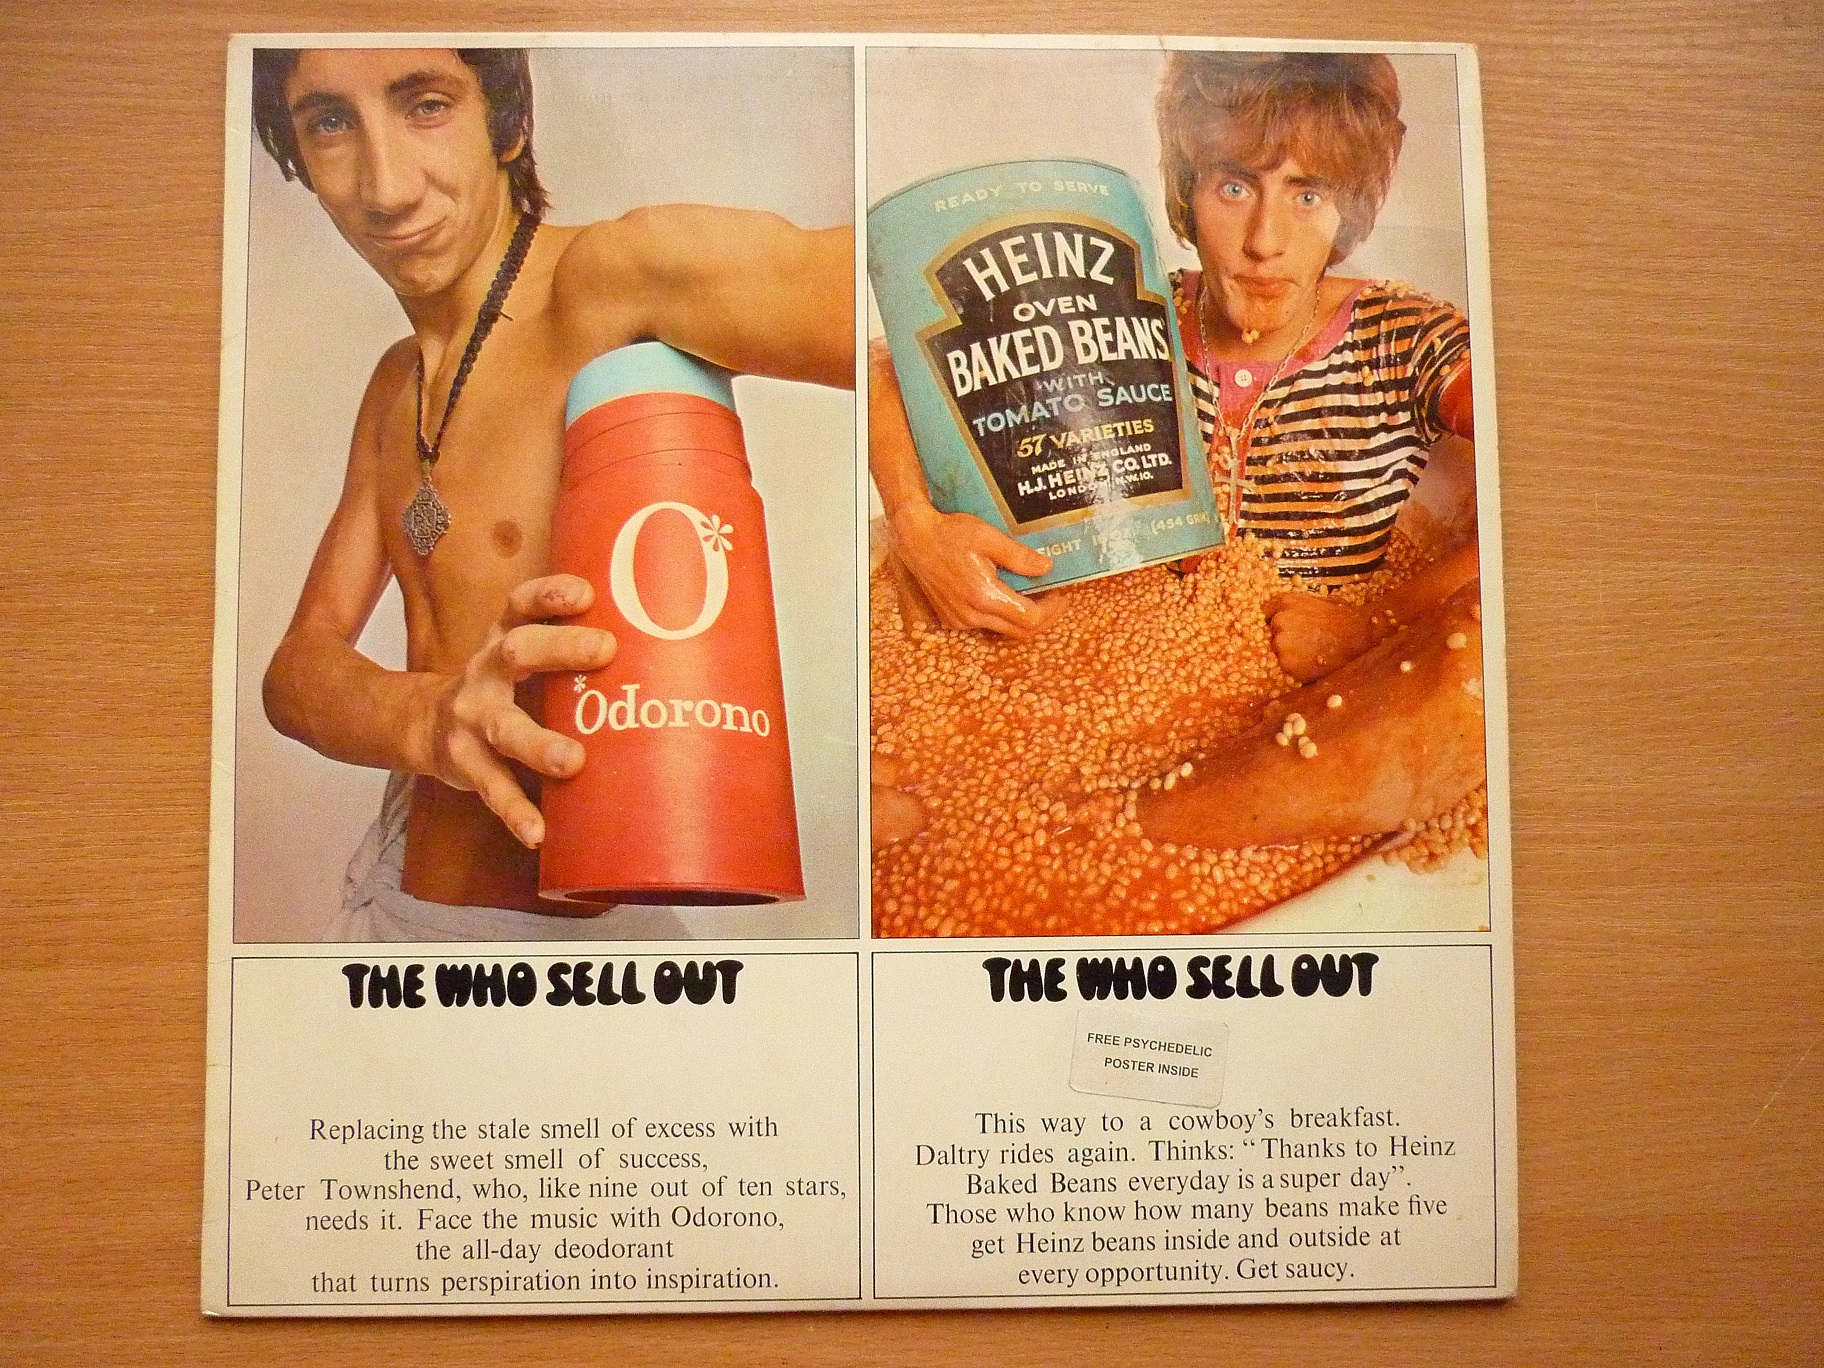 O*
*Odorono
READY TO SERVE
HEINZ
OVEN
BAKED BEANS
WITH
TOMATO SAUCE
57 VARIETIES
MADE IN ENGLAND
H.J. HEINZ CO. LTD.
LONDON N.W.10.
(454 GRM)
THE WHO SELL OUT
Replacing the stale smell of excess with
the sweet smell of success,
Peter Townshend, who, like nine out of ten stars,
needs it. Face the music with Odorono,
the all-day deodorant
that turns perspiration into inspiration.
THE WHO SELL OUT
FREE PSYCHEDELIC
POSTER INSIDE
This way to a cowboy's breakfast.
Daltry rides again. Thinks: “Thanks to Heinz
Baked Beans everyday is a super day”.
Those who know how many beans make five
get Heinz beans inside and outside at
every opportunity. Get saucy.